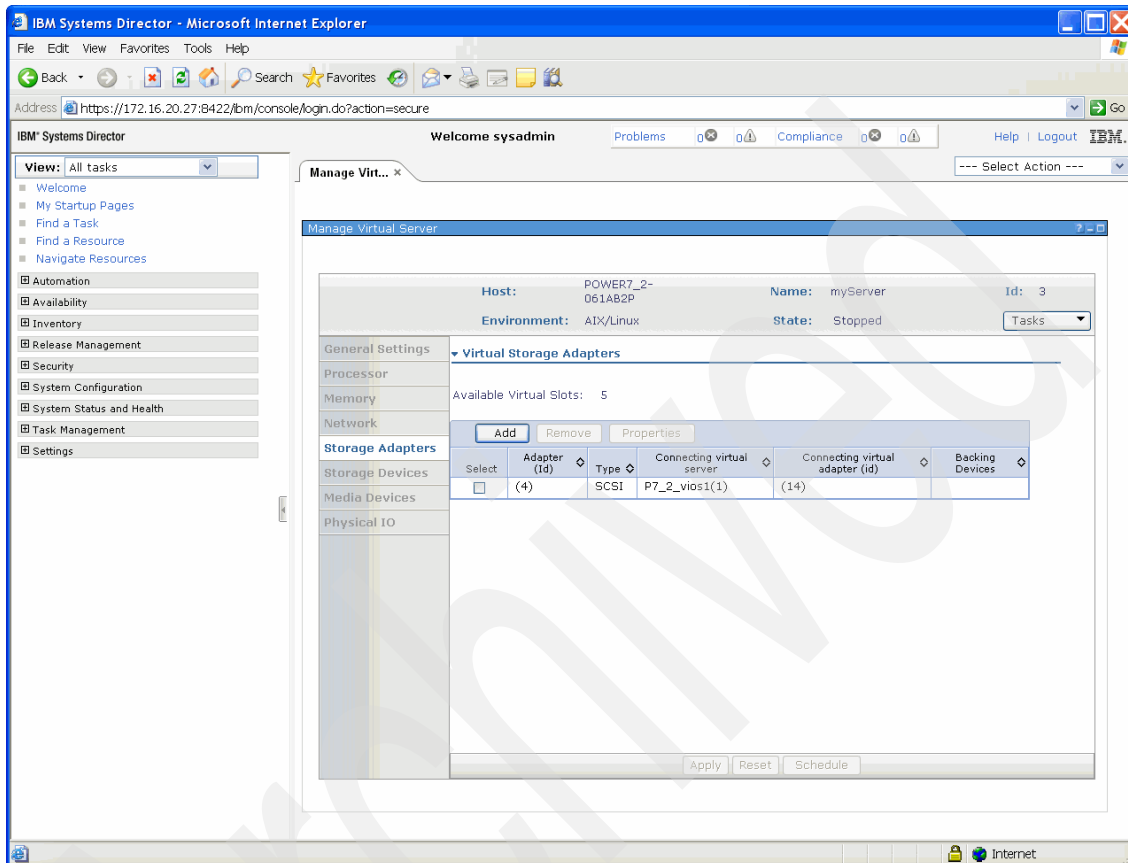 IBM Systems Director - Microsoft Internet Explorer
File Edit View Favorites Tools Help
Back Search Favorites
Address https://172.16.20.27:8422/ibm/console/login.do?action=secure Go
IBM® Systems Director Welcome sysadmin Problems 0 0 Compliance 0 0 Help | Logout IBM.
View: All tasks
Manage Virt... × --- Select Action ---
Welcome
My Startup Pages
Find a Task
Find a Resource
Navigate Resources
Automation
Availability
Inventory
Release Management
Security
System Configuration
System Status and Health
Task Management
Settings
Manage Virtual Server
Host: POWER7_2-
061AB2P
Name: myServer Id: 3
Environment: AIX/Linux State: Stopped Tasks
General Settings
Processor
Memory
Network
Storage Adapters
Storage Devices
Media Devices
Physical IO
Virtual Storage Adapters
Available Virtual Slots: 5
Add Remove Properties
Select Adapter (Id) Type Connecting virtual server Connecting virtual adapter (id) Backing Devices
(4) SCSI P7_2_vios1(1) (14)
Apply Reset Schedule
Internet
Archived